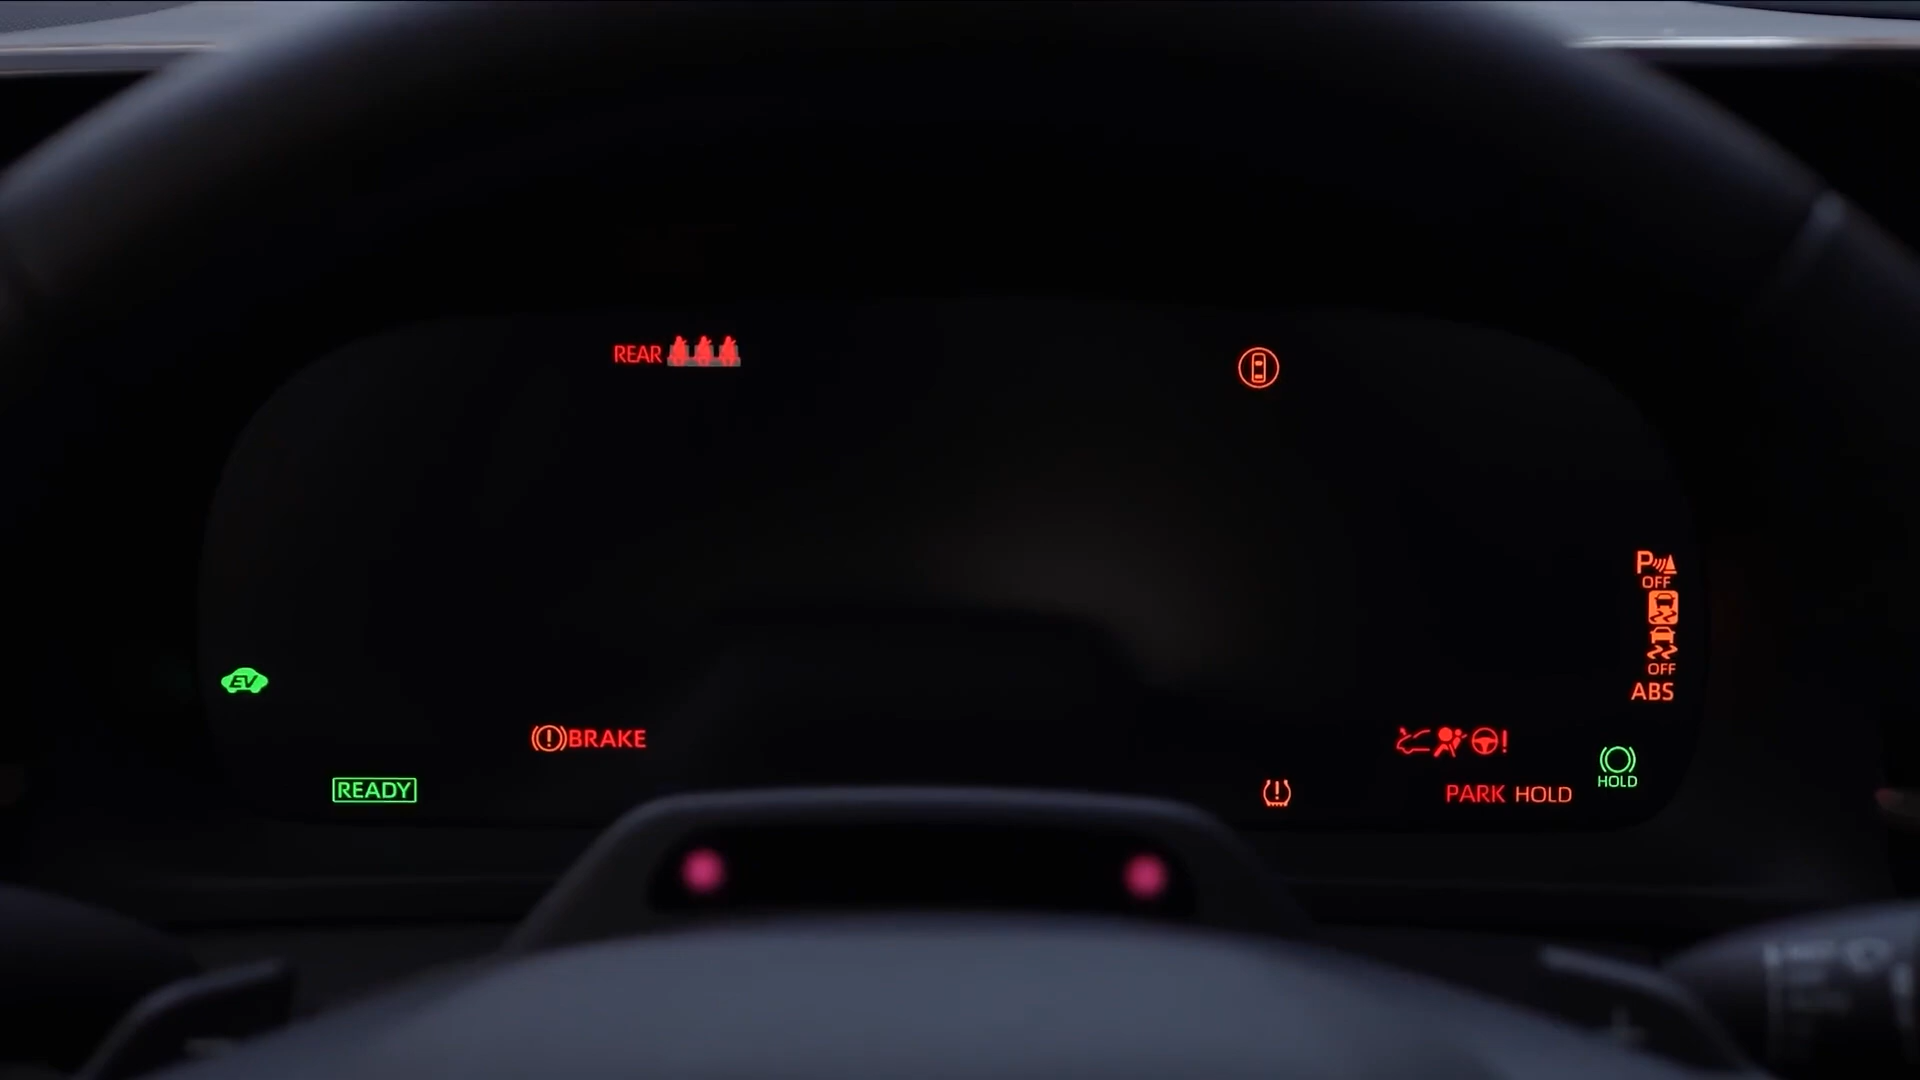 REAR
P
OFF
OFF
EV
ABS
BRAKE
HOLD
READY
PARK HOLD